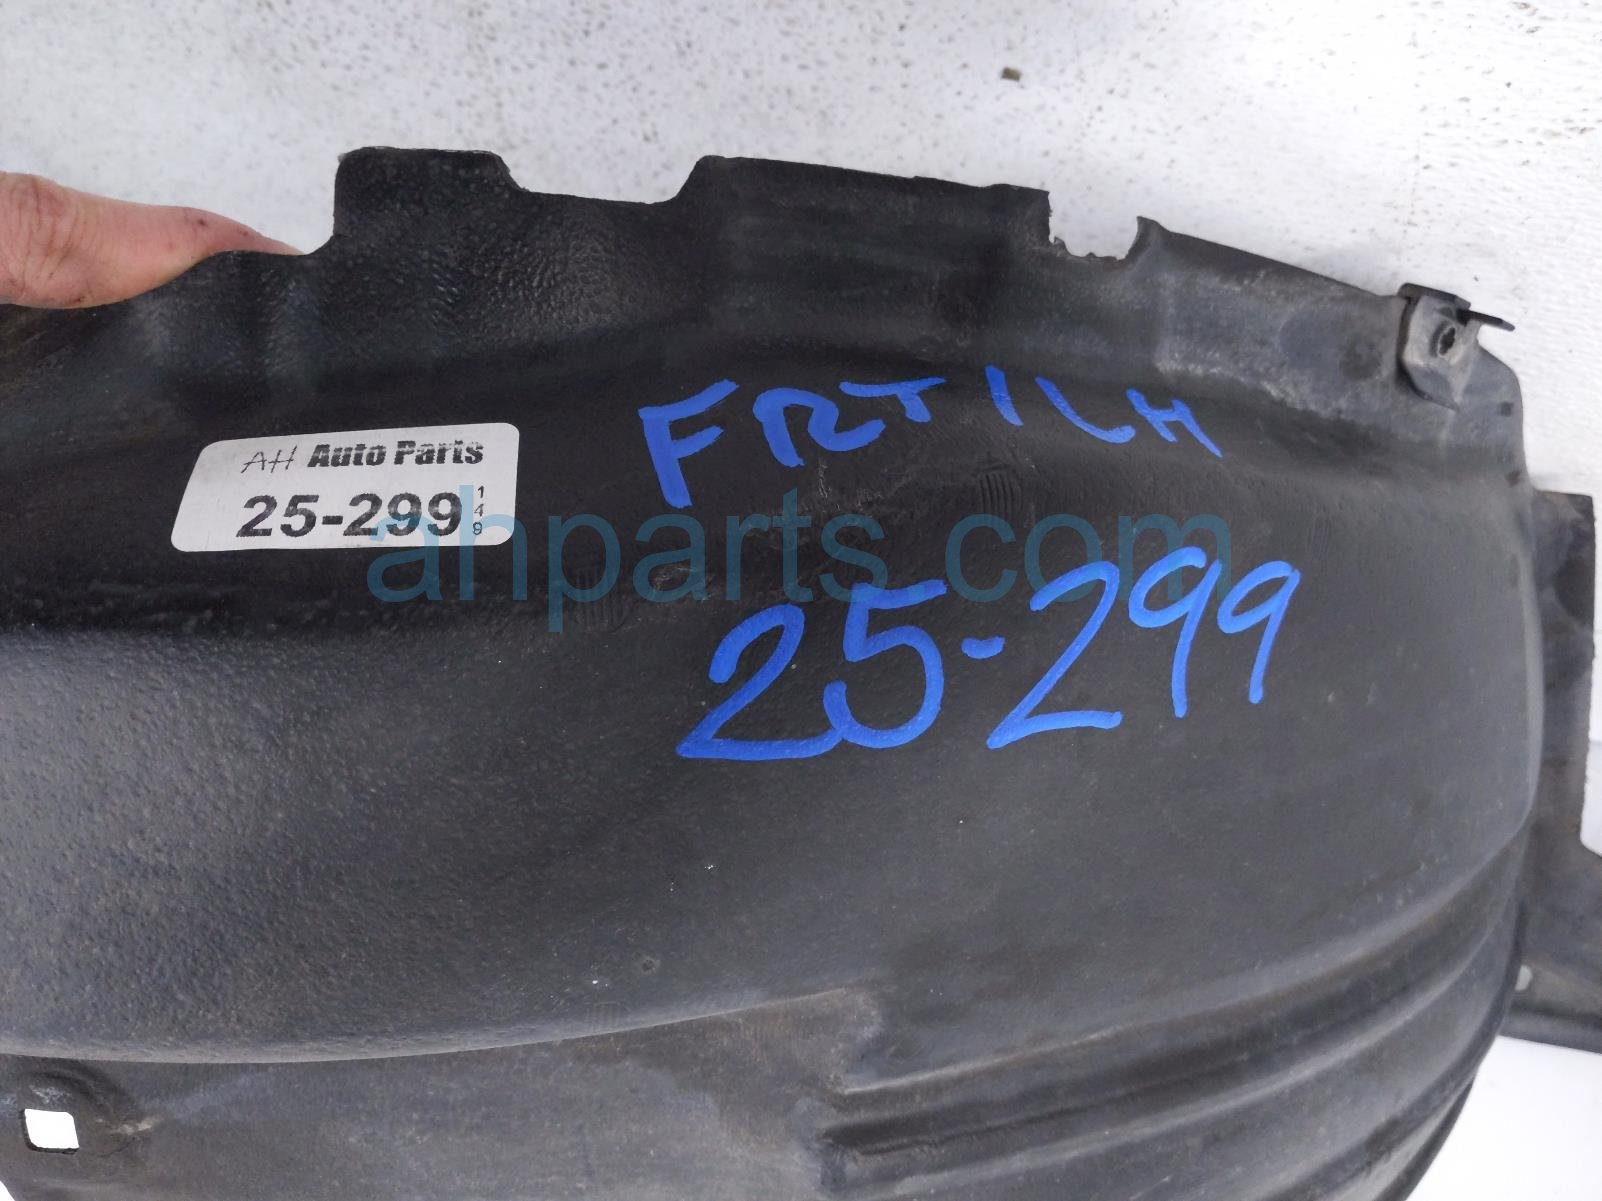 FRT I LH
AH Auto Parts
25-299 149
ahparts.com
25-299